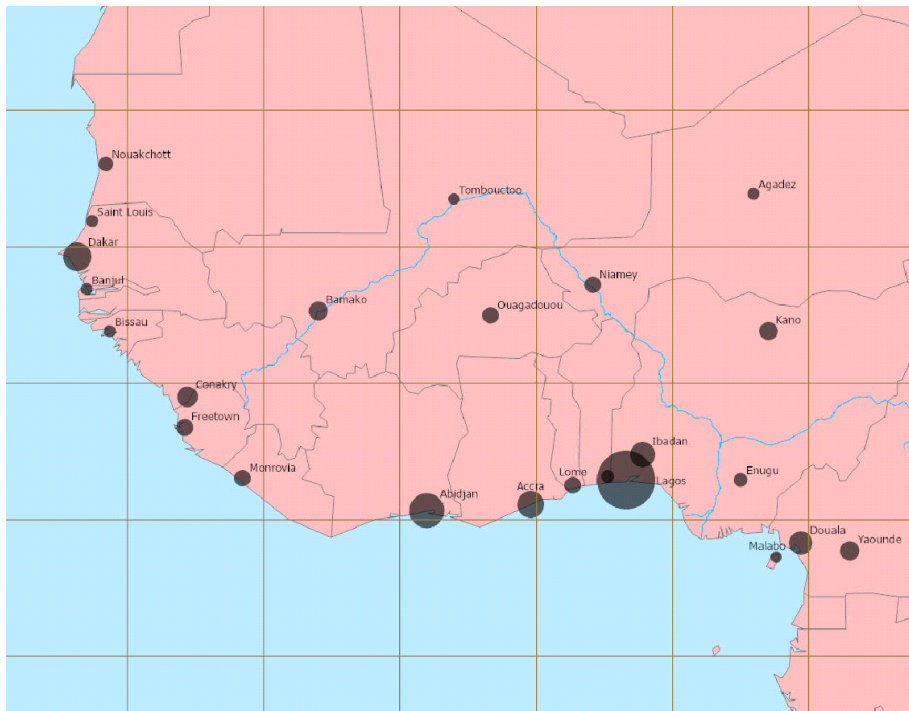 Nouakchott
Tombouctoo
Agadez
Saint Louis
Dakar
Banjul
Niamey
Bamako
Ouagadouou
Bissau
Kano
Conakry
Freetown
Ibadan
Monrovia
Lome
Enugu
Lagos
Accra
Abidjan
Douala
Yaounde
Malabo